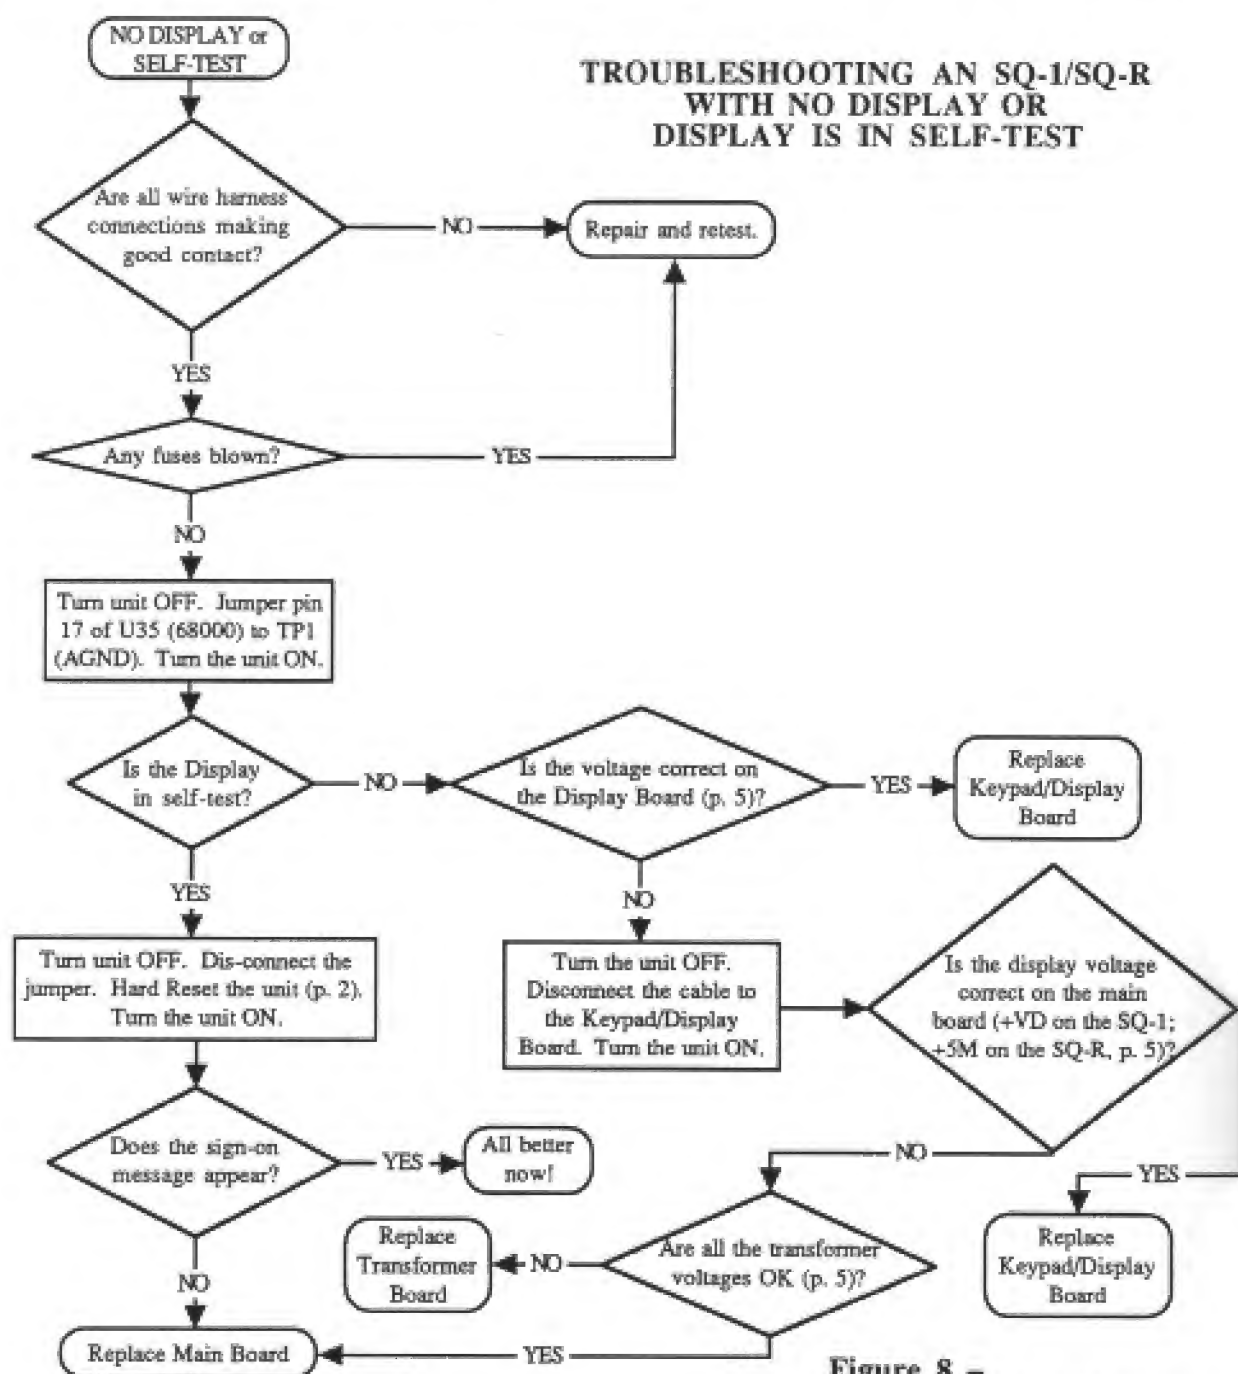 NO DISPLAY or
SELF-TEST
TROUBLESHOOTING AN SQ-1/SQ-R
WITH NO DISPLAY OR
DISPLAY IS IN SELF-TEST
Are all wire harness
connections making
good contact?
NO
Repair and retest.
YES
Any fuses blown?
YES
NO
Turn unit OFF. Jumper pin
17 of U35 (68000) to TP1
(AGND). Turn the unit ON.
Is the Display
in self-test?
NO
Is the voltage correct on
the Display Board (p. 5)?
YES
Replace
Keypad/Display
Board
YES
NO
Turn unit OFF. Dis-connect the
jumper. Hard Reset the unit (p. 2).
Turn the unit ON.
Turn the unit OFF.
Disconnect the cable to
the Keypad/Display
Board. Turn the unit ON.
Is the display voltage
correct on the main
board (+VD on the SQ-1;
+5M on the SQ-R, p. 5)?
Does the sign-on
message appear?
YES
All better
now!
NO
YES
Replace
Transformer
Board
NO
Are all the transformer
voltages OK (p. 5)?
Replace
Keypad/Display
Board
NO
Replace Main Board
YES
Figure 8 –